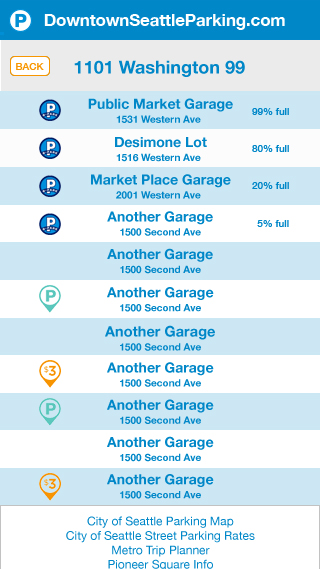 P DowntownSeattleParking.com
BACK 1101 Washington 99
Public Market Garage
1531 Western Ave
99% full
Desimone Lot
1516 Western Ave
80% full
Market Place Garage
2001 Western Ave
20% full
Another Garage
1500 Second Ave
5% full
Another Garage
1500 Second Ave
P
Another Garage
1500 Second Ave
Another Garage
1500 Second Ave
$3
Another Garage
1500 Second Ave
P
Another Garage
1500 Second Ave
Another Garage
1500 Second Ave
$3
Another Garage
1500 Second Ave
City of Seattle Parking Map
City of Seattle Street Parking Rates
Metro Trip Planner
Pioneer Square Info